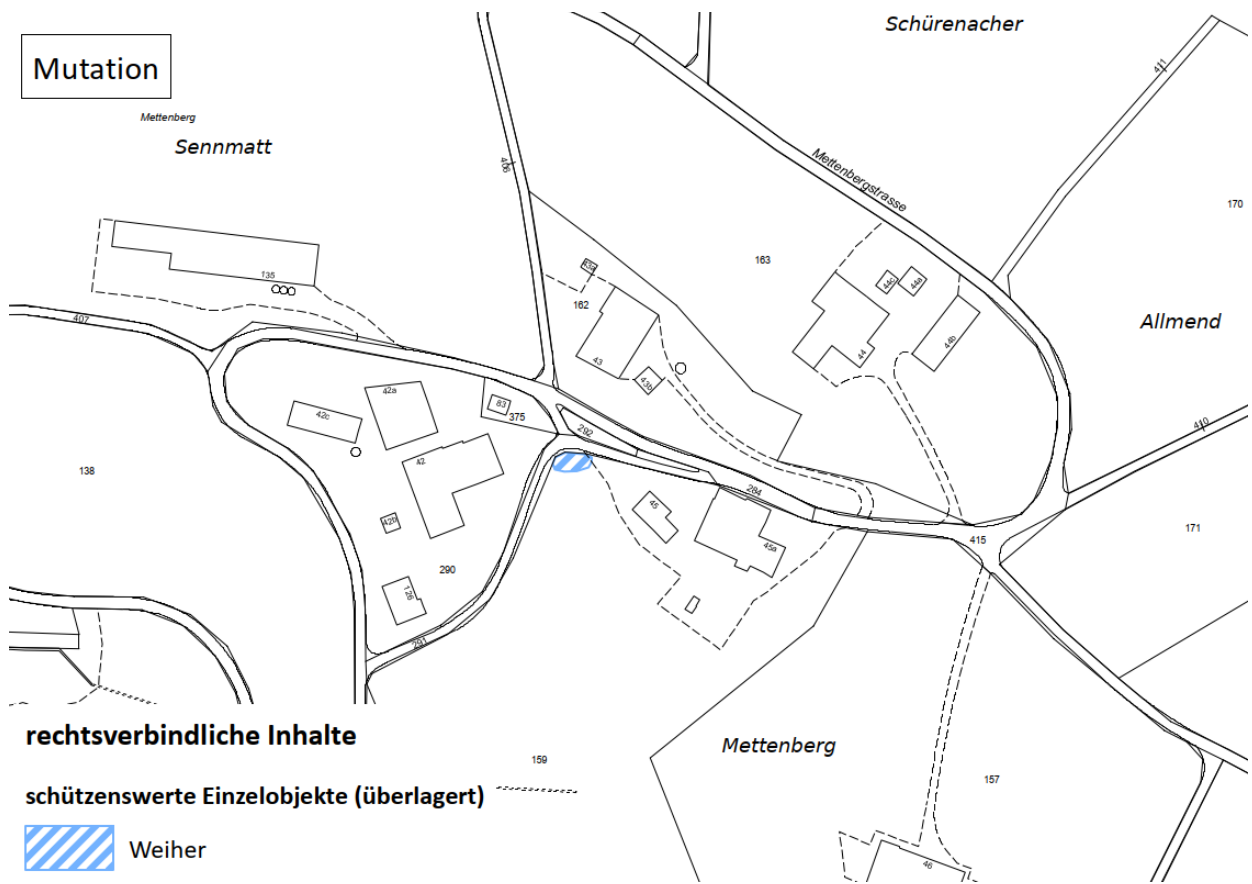 Schürenacher
Mutation
411
Mettenberg
Sennmatt
406
Mettenbergstrasse
170
163
135
43a
44c
44a
162
407
Allmend
44b
43
44
43b
42a
83
375
42c
292
410
42
138
284
45
42b
45a
171
415
290
126
291
rechtsverbindliche Inhalte
Mettenberg
159
157
schützenswerte Einzelobjekte (überlagert)
Weiher
46